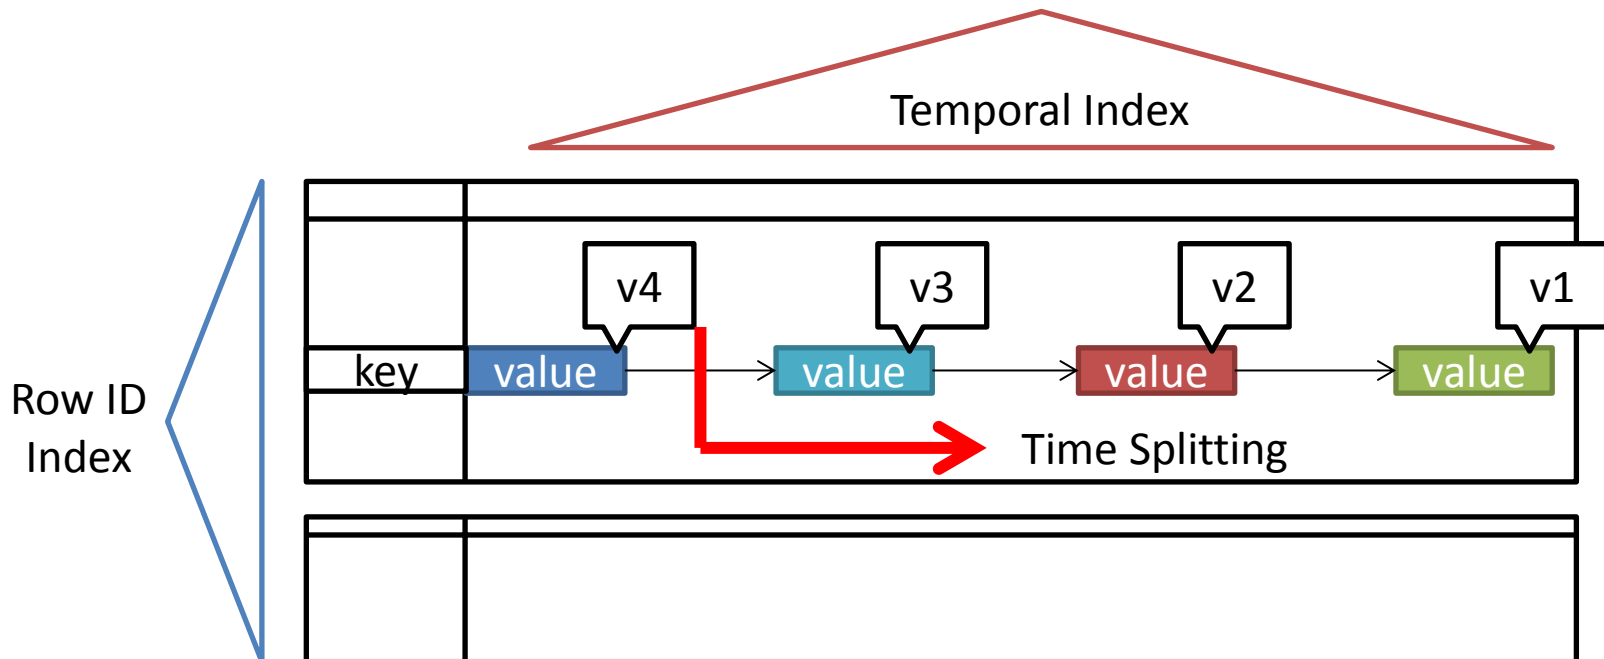 Temporal Index
v4
v3
v2
v1
key
value
value
value
value
Row ID
Index
Time Splitting